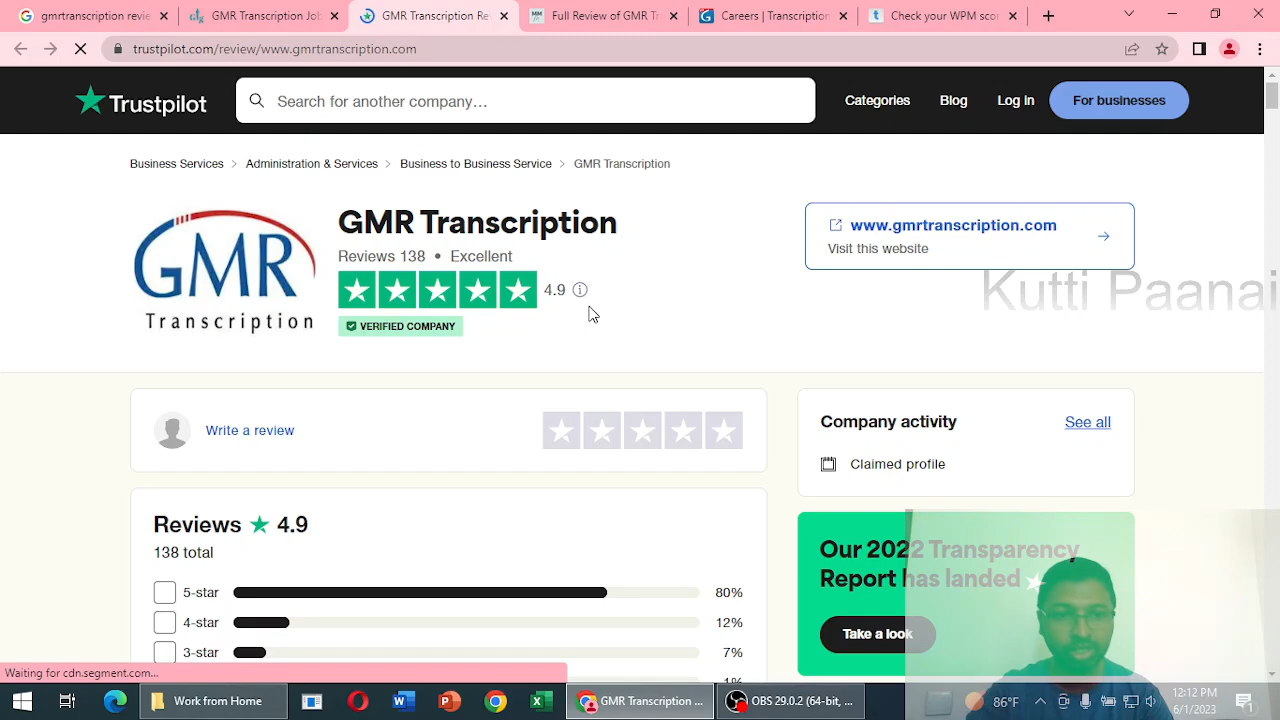 gmrtranscription revie
GMR Transcription Job
GMR Transcription Re
Full Review of GMR Tr
Careers | Transcription
Check your WPM scor
trustpilot.com/review/www.gmrtranscription.com
Trustpilot
Search for another company...
Categories
Blog
Log in
For businesses
Business Services > Administration & Services > Business to Business Service > GMR Transcription
GMR
Transcription
GMR Transcription
Reviews 138 • Excellent
4.9
VERIFIED COMPANY
www.gmrtranscription.com
Visit this website
Kutti Paanai
Write a review
Company activity
See all
Claimed profile
Reviews ★ 4.9
138 total
5-star 80%
4-star 12%
3-star 7%
1%
Our 2022 Transparency
Report has landed
Take a look
Waiting for cdn.segment.com...
Work from Home
GMR Transcription ...
OBS 29.0.2 (64-bit, ...
86°F
12:12 PM
6/1/2023